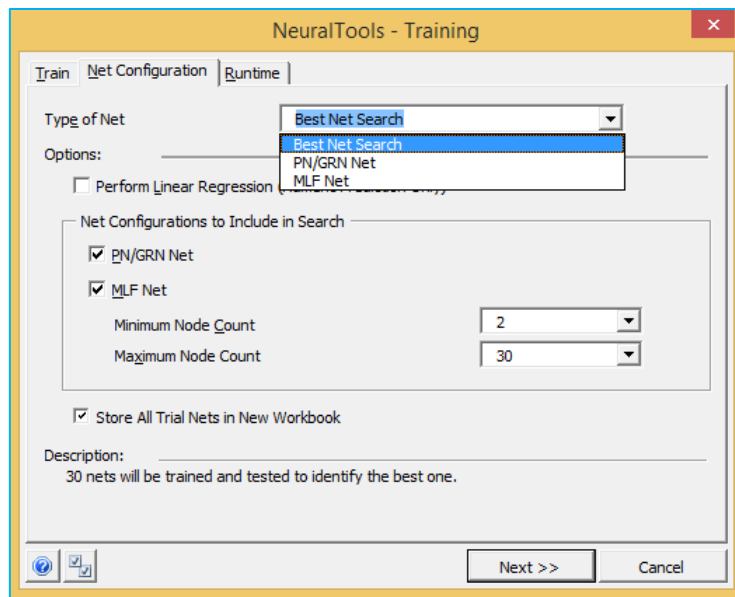 NeuralTools - Training
Train Net Configuration Runtime
Type of Net Best Net Search
Best Net Search
PN/GRN Net
MLF Net
Options:
Perform Linear Regression
Net Configurations to Include in Search
PN/GRN Net
MLF Net
Minimum Node Count 2
Maximum Node Count 30
Store All Trial Nets in New Workbook
Description:
30 nets will be trained and tested to identify the best one.
Next >> Cancel